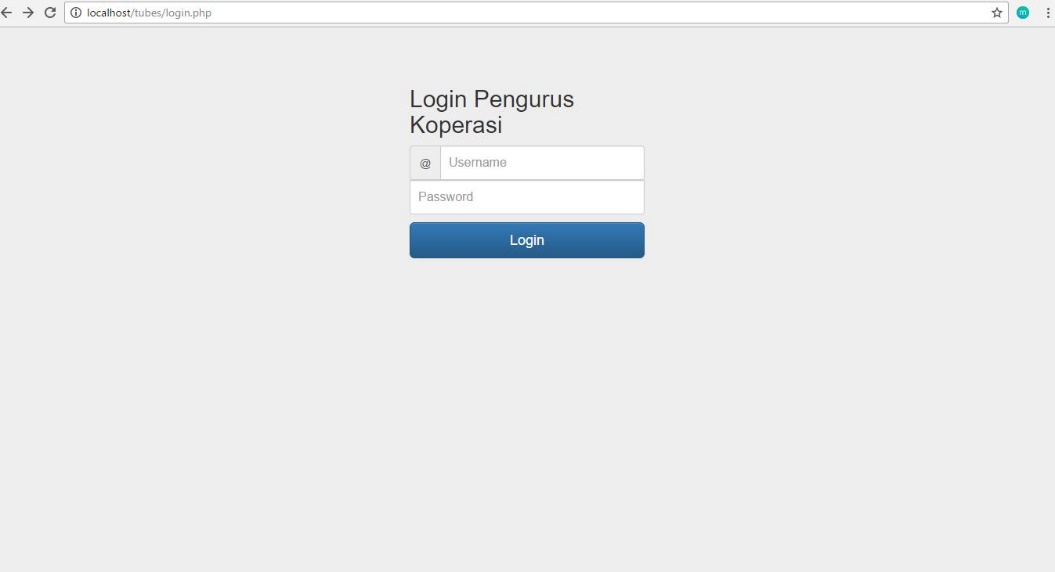 localhost/tubes/login.php
m
Login Pengurus
Koperasi
@ Username
Password
Login